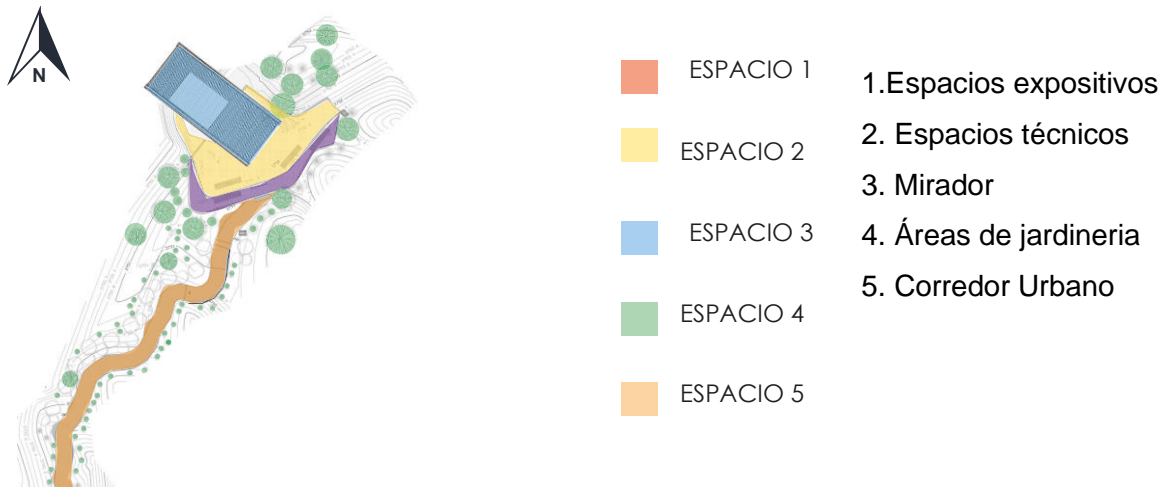 N
ESPACIO 1
ESPACIO 2
ESPACIO 3
ESPACIO 4
ESPACIO 5
1.Espacios expositivos
2. Espacios técnicos
3. Mirador
4. Áreas de jardineria
5. Corredor Urbano